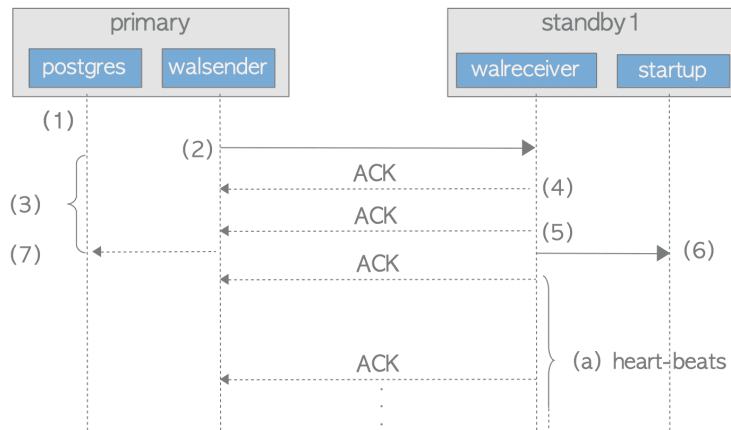 primary
standby1
postgres
walsender
walreceiver
startup
(1)
(2)
ACK
(4)
(3)
ACK
(5)
(7)
(6)
ACK
(a) heart-beats
ACK